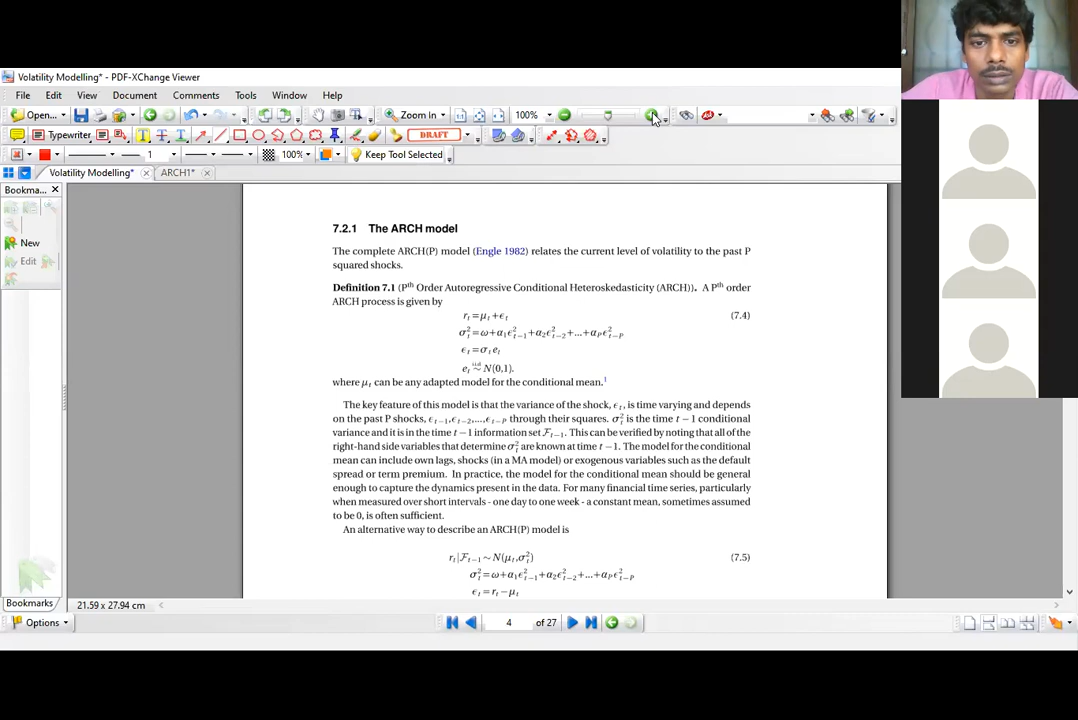 Volatility Modelling* - PDF-XChange Viewer
File Edit View Document Comments Tools Window Help
Open... Zoom In 100%
Typewriter DRAFT
1 100% Keep Tool Selected
Volatility Modelling* ARCH1*
Bookma...
New
Edit
7.2.1 The ARCH model
The complete ARCH(P) model (Engle 1982) relates the current level of volatility to the past P
squared shocks.
Definition 7.1 (Pᵗʰ Order Autoregressive Conditional Heteroskedasticity (ARCH)). A Pᵗʰ order
ARCH process is given by
rₜ = μₜ + ϵₜ (7.4)
σ²ₜ = ω + α₁ϵ²ₜ₋₁ + α₂ϵ²ₜ₋₂ + ... + α_Pϵ²ₜ₋P
ϵₜ = σₜeₜ
eₜ i.i.d. ~ N(0,1).
where μₜ can be any adapted model for the conditional mean.¹
The key feature of this model is that the variance of the shock, ϵₜ, is time varying and depends
on the past P shocks, ϵₜ₋₁,ϵₜ₋₂,...,ϵₜ₋P through their squares. σ²ₜ is the time t−1 conditional
variance and it is in the time t−1 information set ℱₜ₋₁. This can be verified by noting that all of the
right-hand side variables that determine σ²ₜ are known at time t−1. The model for the conditional
mean can include own lags, shocks (in a MA model) or exogenous variables such as the default
spread or term premium. In practice, the model for the conditional mean should be general
enough to capture the dynamics present in the data. For many financial time series, particularly
when measured over short intervals - one day to one week - a constant mean, sometimes assumed
to be 0, is often sufficient.
An alternative way to describe an ARCH(P) model is
rₜ|ℱₜ₋₁ ~ N(μₜ,σ²ₜ) (7.5)
σ²ₜ = ω + α₁ϵ²ₜ₋₁ + α₂ϵ²ₜ₋₂ + ... + α_Pϵ²ₜ₋P
ϵₜ = rₜ − μₜ
Bookmarks
21.59 x 27.94 cm
Options 4 of 27